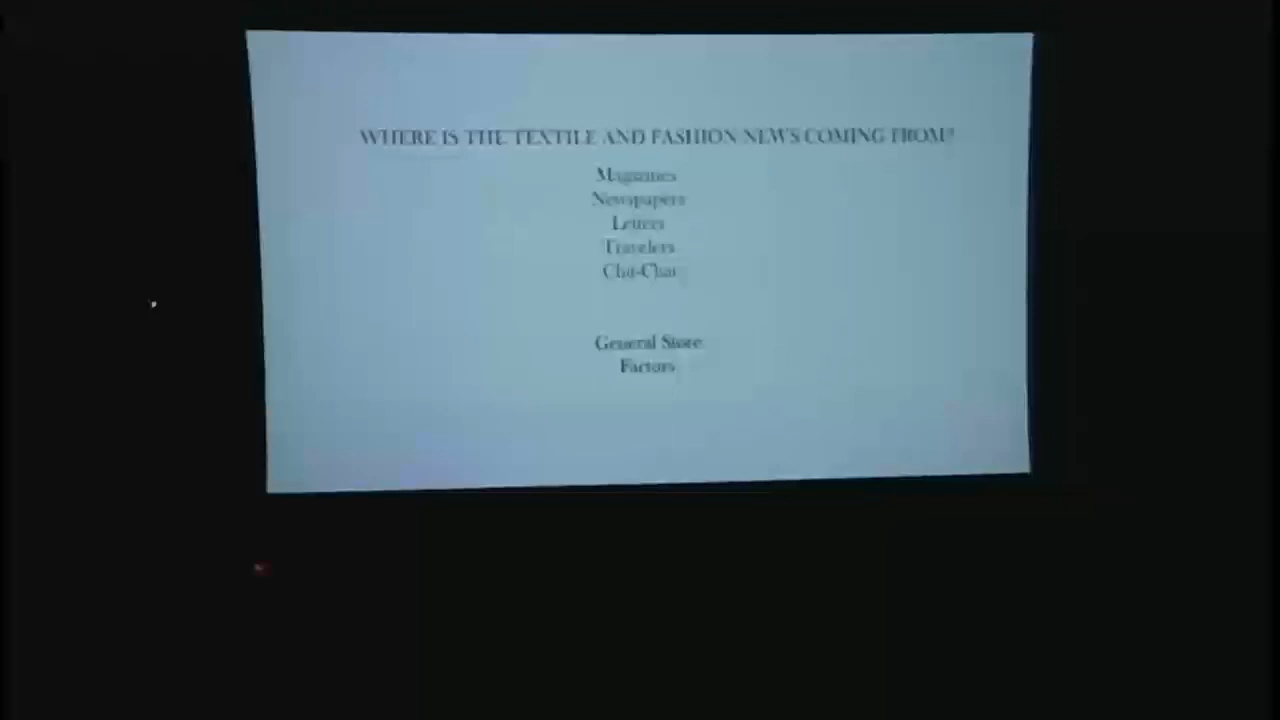 WHERE IS THE TEXTILE AND FASHION NEWS COMING FROM?
Magazines
Newspapers
Letters
Travelers
Chit-Chat
General Store
Factors